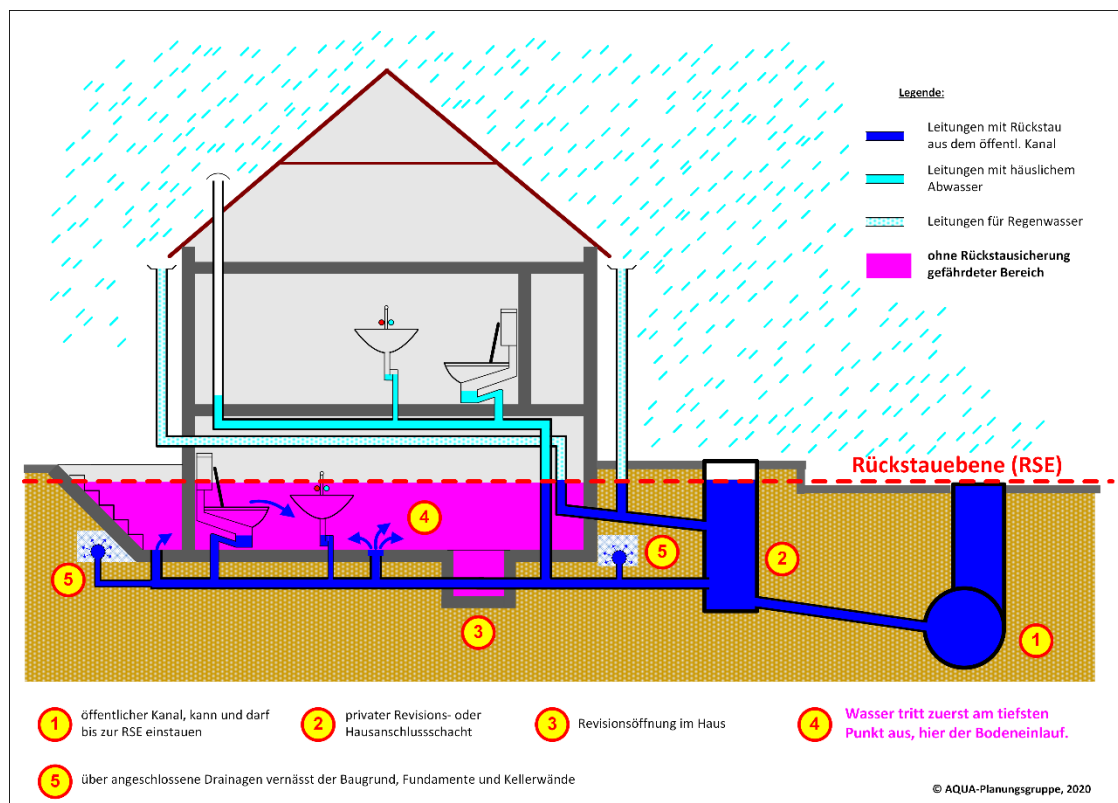 Legende:
Leitungen mit Rückstau
aus dem öffentl. Kanal
Leitungen mit häuslichem
Abwasser
Leitungen für Regenwasser
ohne Rückstausicherung
gefährdeter Bereich
Rückstauebene (RSE)
4
5
5
2
3
1
1 öffentlicher Kanal, kann und darf
bis zur RSE einstauen
2 privater Revisions- oder
Hausanschlussschacht
3 Revisionsöffnung im Haus
4 Wasser tritt zuerst am tiefsten
Punkt aus, hier der Bodeneinlauf.
5 über angeschlossene Drainagen vernässt der Baugrund, Fundamente und Kellerwände
© AQUA-Planungsgruppe, 2020